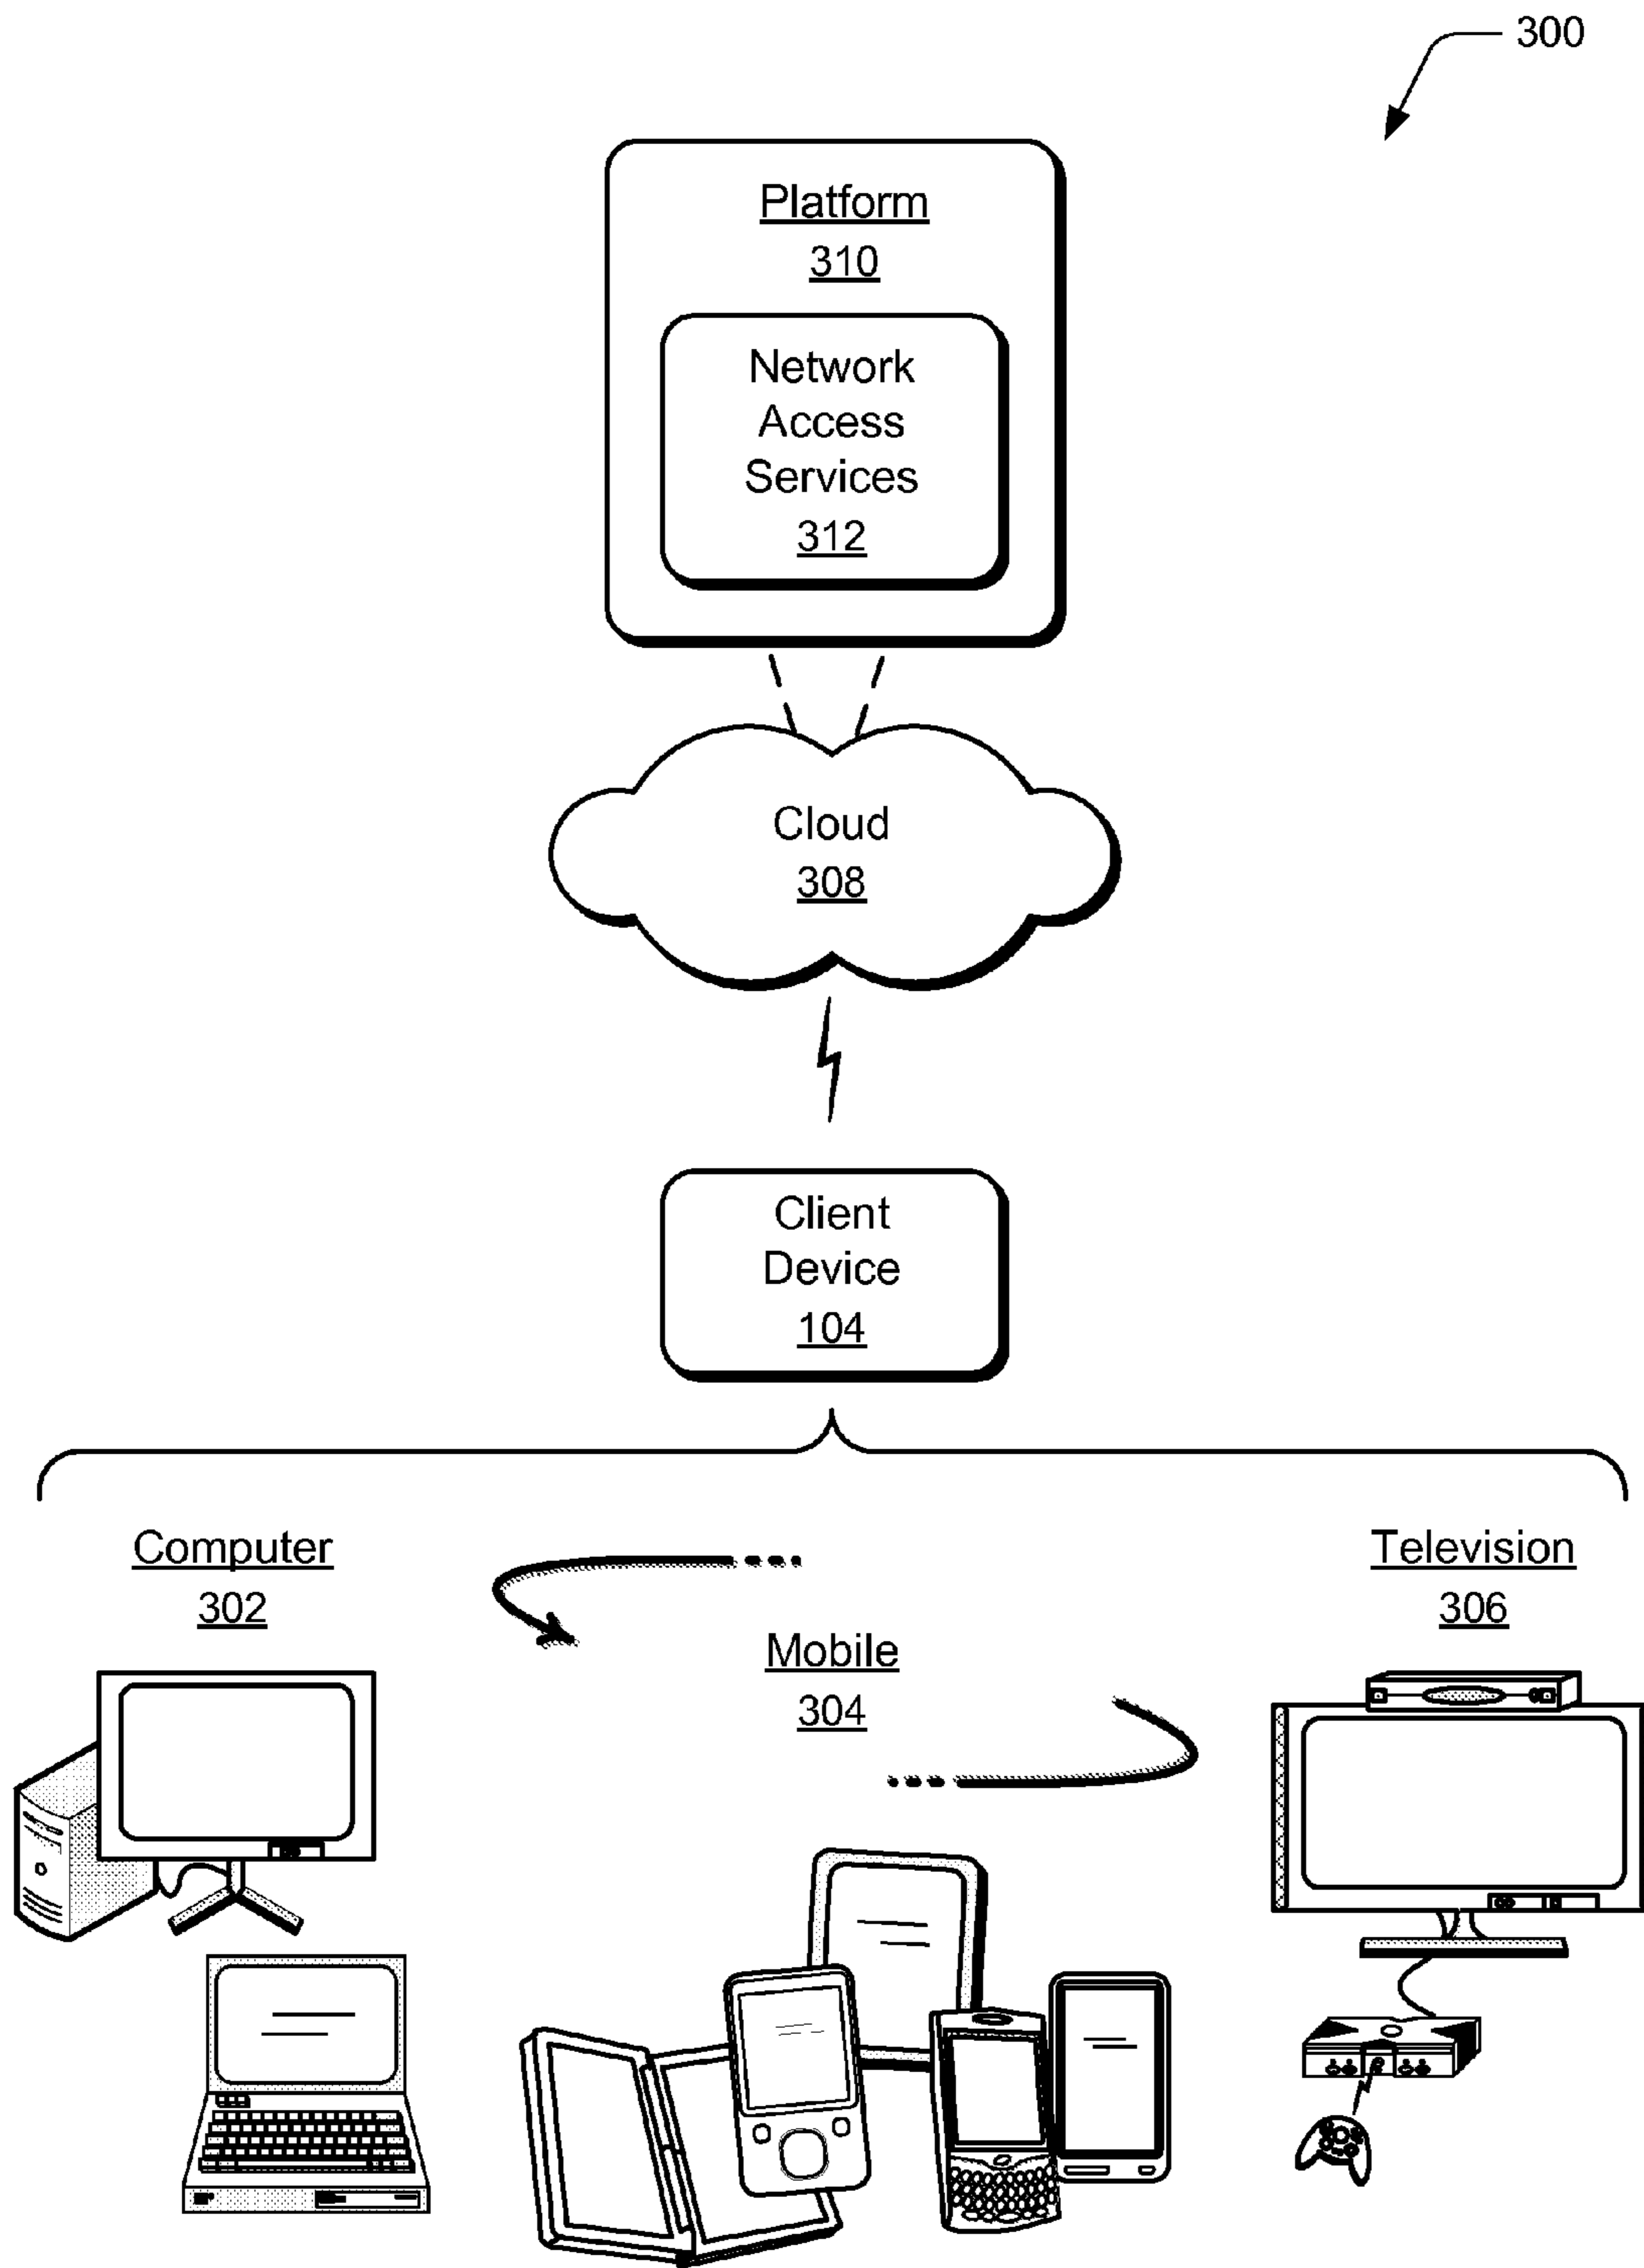 300
Platform
310
Network
Access
Services
312
Cloud
308
Client
Device
104
Computer
302
Mobile
304
Television
306